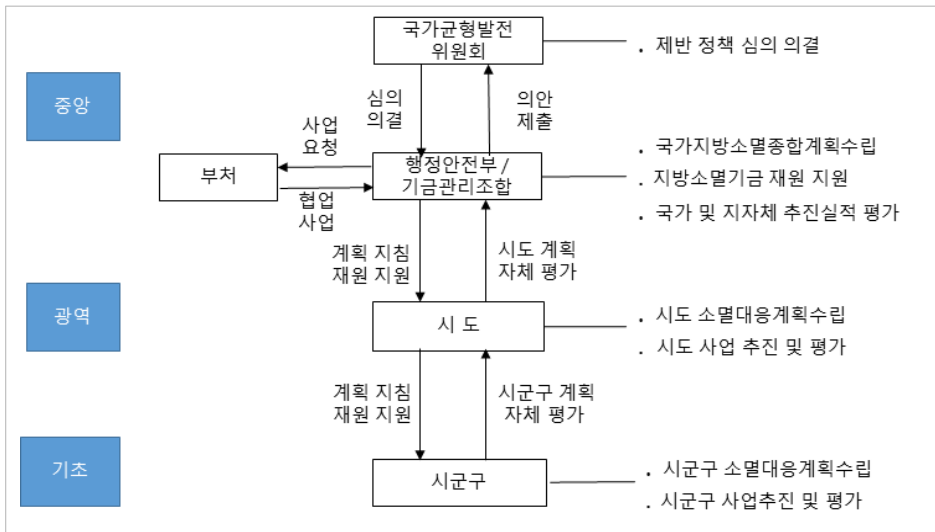 국가균형발전
위원회
. 제반 정책 심의 의결
중앙
심의
의결
의안
제출
사업
요청
부처
행정안전부/
기금관리조합
. 국가지방소멸종합계획수립
. 지방소멸기금 재원 지원
. 국가 및 지자체 추진실적 평가
협업
사업
계획 지침
재원 지원
시도 계획
자체 평가
광역
시 도
. 시도 소멸대응계획수립
. 시도 사업 추진 및 평가
계획 지침
재원 지원
시군구 계획
자체 평가
기초
시군구
. 시군구 소멸대응계획수립
. 시군구 사업추진 및 평가